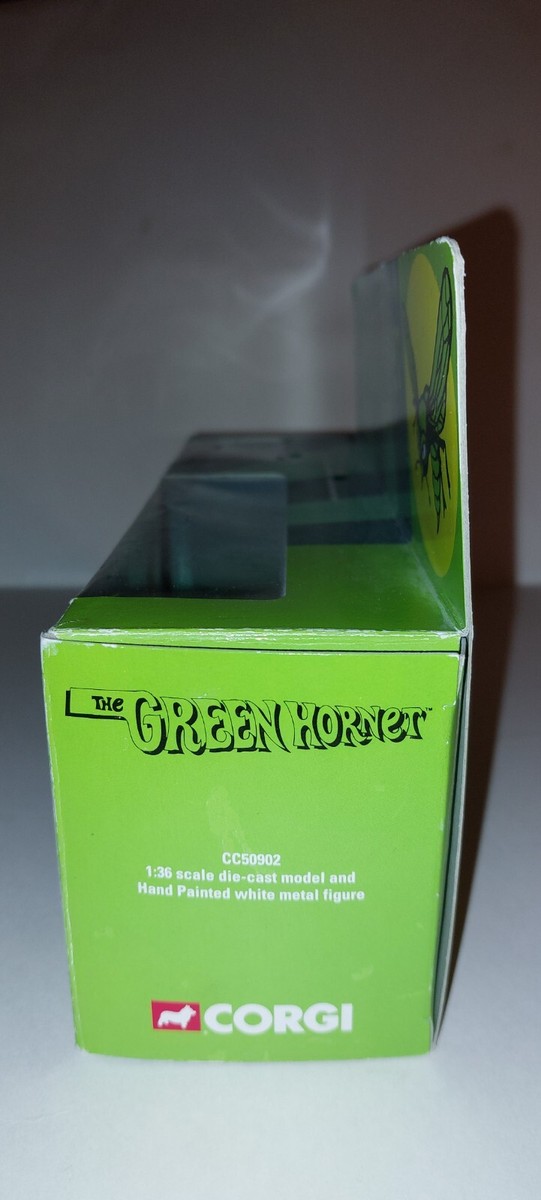 THE GREEN HORNET™
CC50902
1:36 scale die-cast model and
Hand Painted white metal figure
CORGI